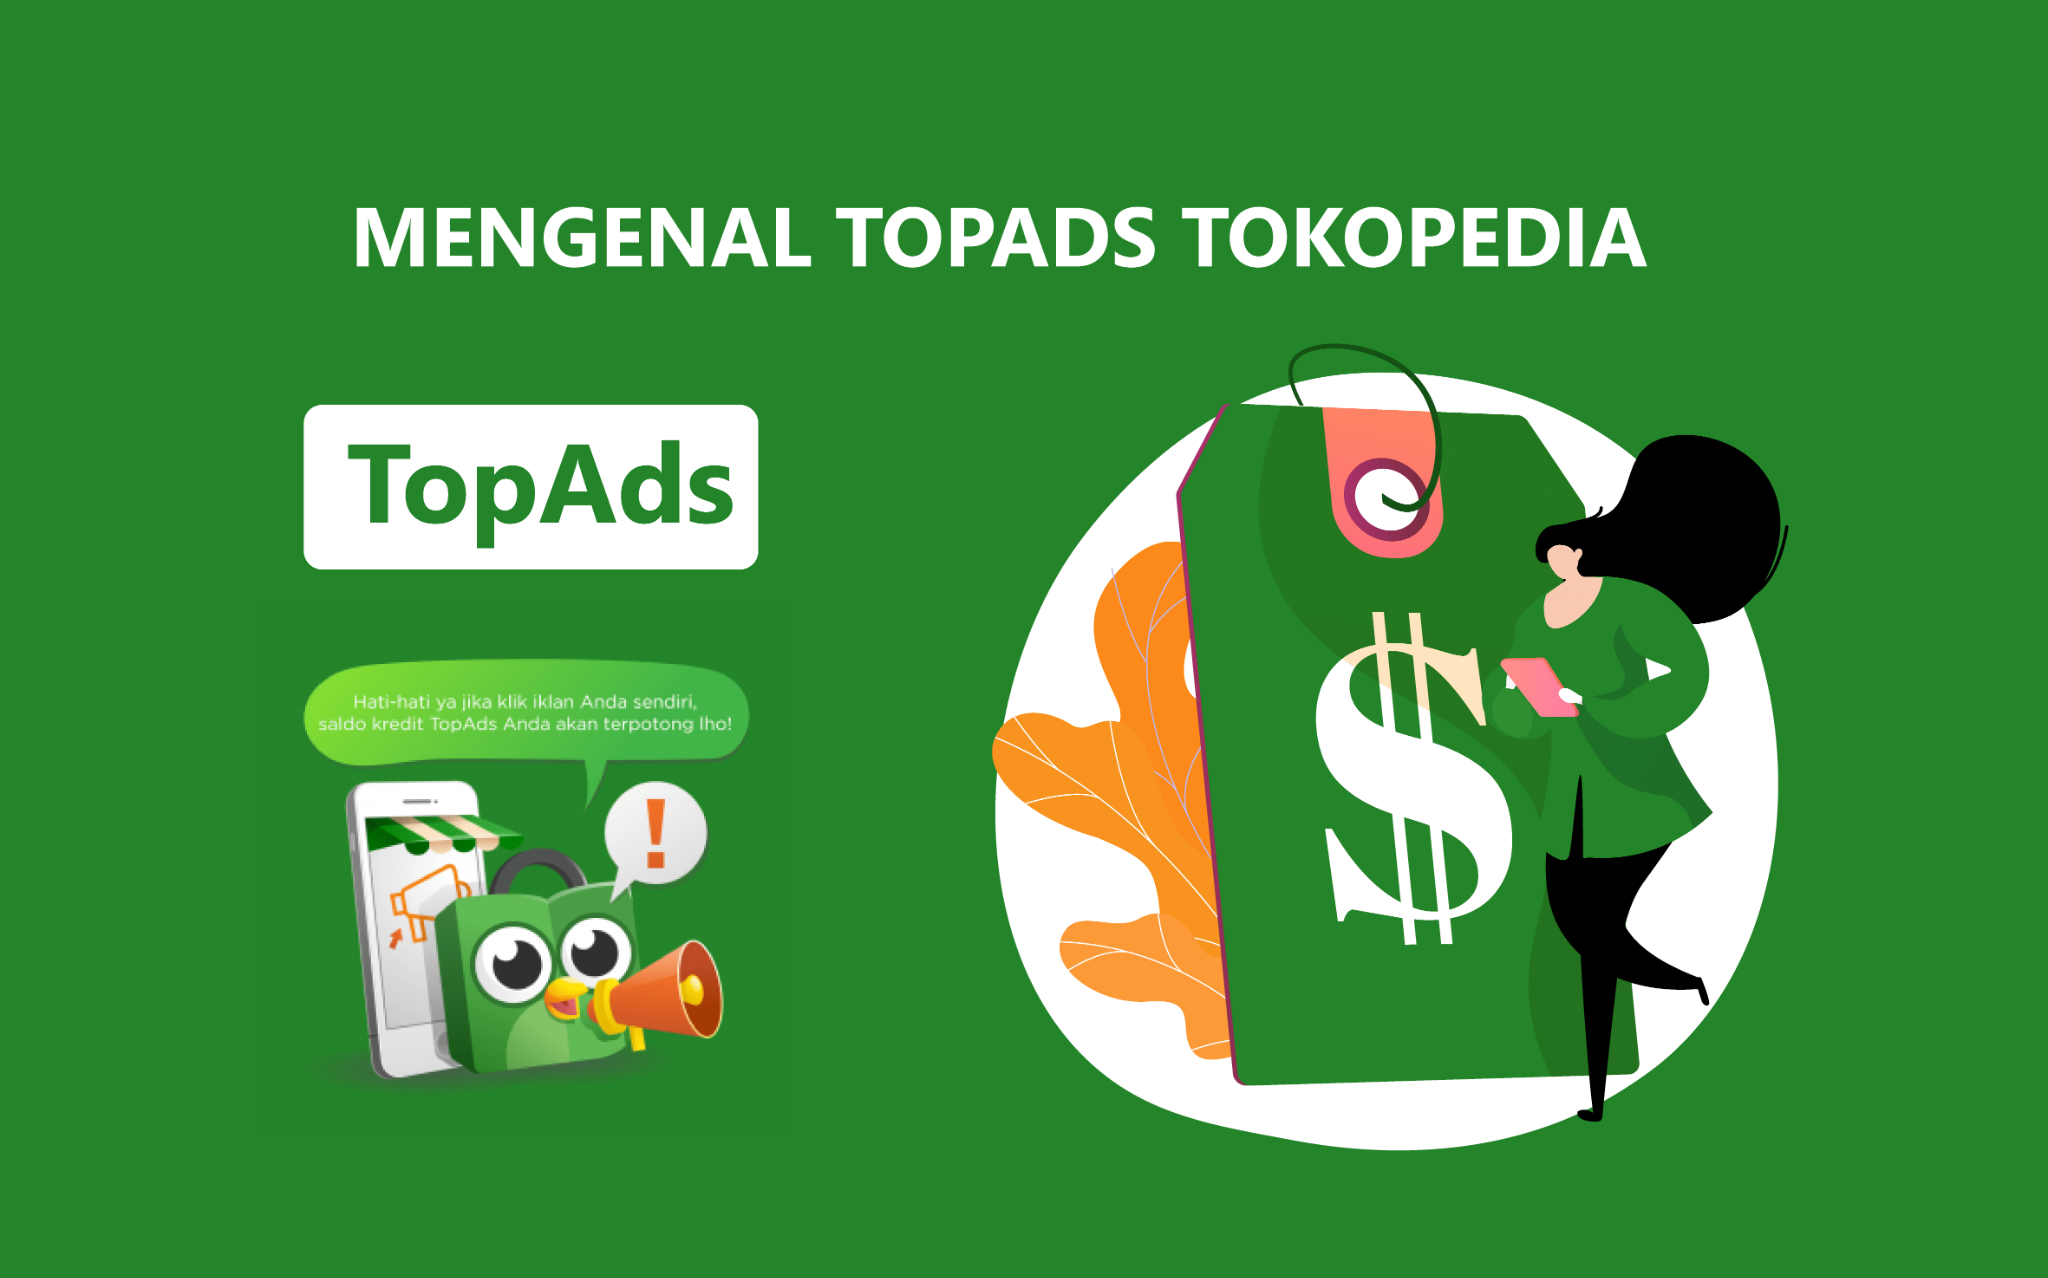 MENGENAL TOPADS TOKOPEDIA
TopAds
Hati-hati ya jika klik iklan Anda sendiri,
saldo kredit TopAds Anda akan terpotong lho!
!
$